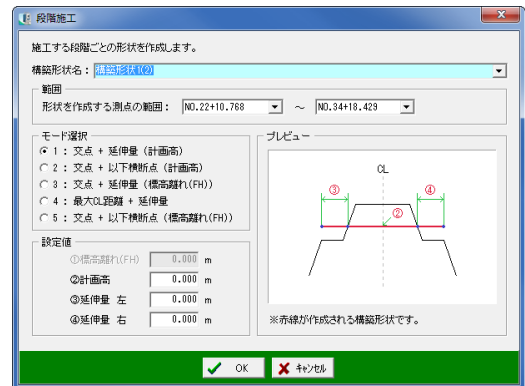 段階施工
施工する段階ごとの形状を作成します。
構築形状名： 構築形状1(2)
範囲
形状を作成する測点の範囲： NO.22+10.768 ～ NO.34+18.429
モード選択
1 : 交点 + 延伸量 (計画高)
2 : 交点 + 以下横断点 (計画高)
3 : 交点 + 延伸量 (標高離れ(FH))
4 : 最大CL距離 + 延伸量
5 : 交点 + 以下横断点 (標高離れ(FH))
設定値
①標高離れ(FH) 0.000 m
②計画高 0.000 m
③延伸量 左 0.000 m
④延伸量 右 0.000 m
プレビュー
CL
③ ④
②
※赤線が作成される構築形状です。
OK キャンセル